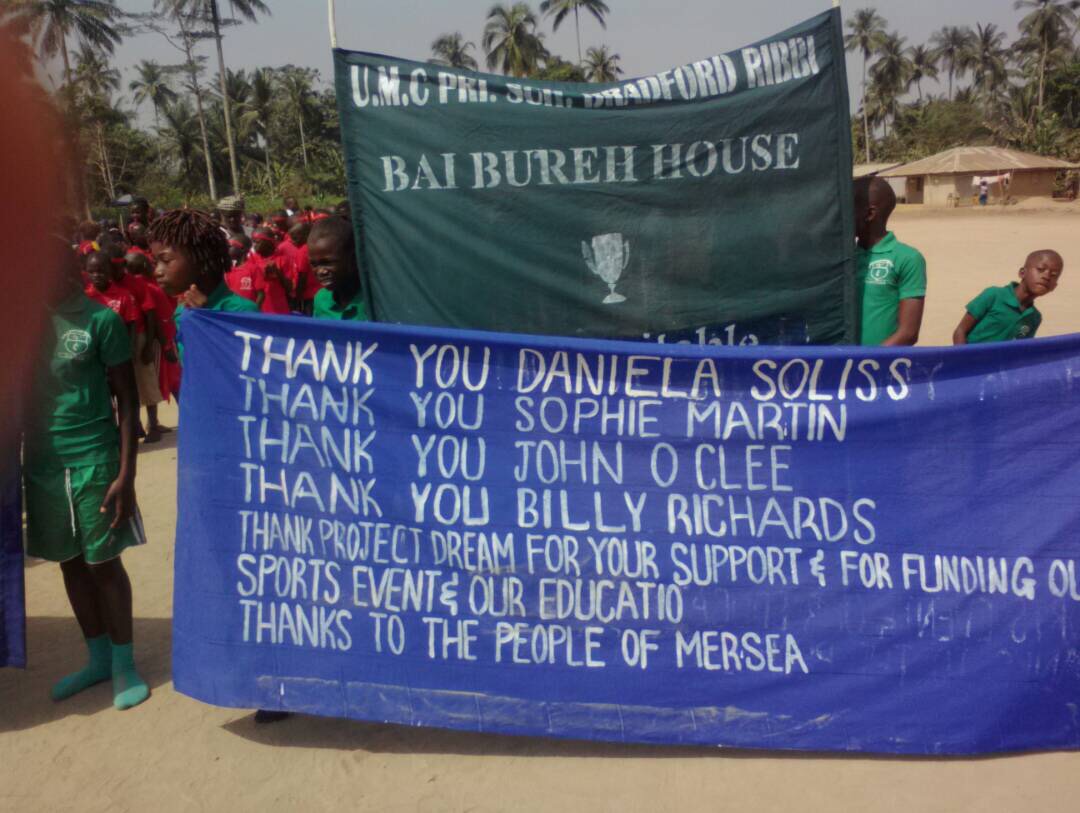 U.M.C PRI. SCH. BRADFORD RIBBI
BAI BUREH HOUSE
THANK YOU DANIELA SOLISS
THANK YOU SOPHIE MARTIN
THANK YOU JOHN O CLEE
THANK YOU BILLY RICHARDS
THANK PROJECT DREAM FOR YOUR SUPPORT & FOR FUNDING OU
SPORTS EVENT & OUR EDUCATIO
THANKS TO THE PEOPLE OF MERSEA